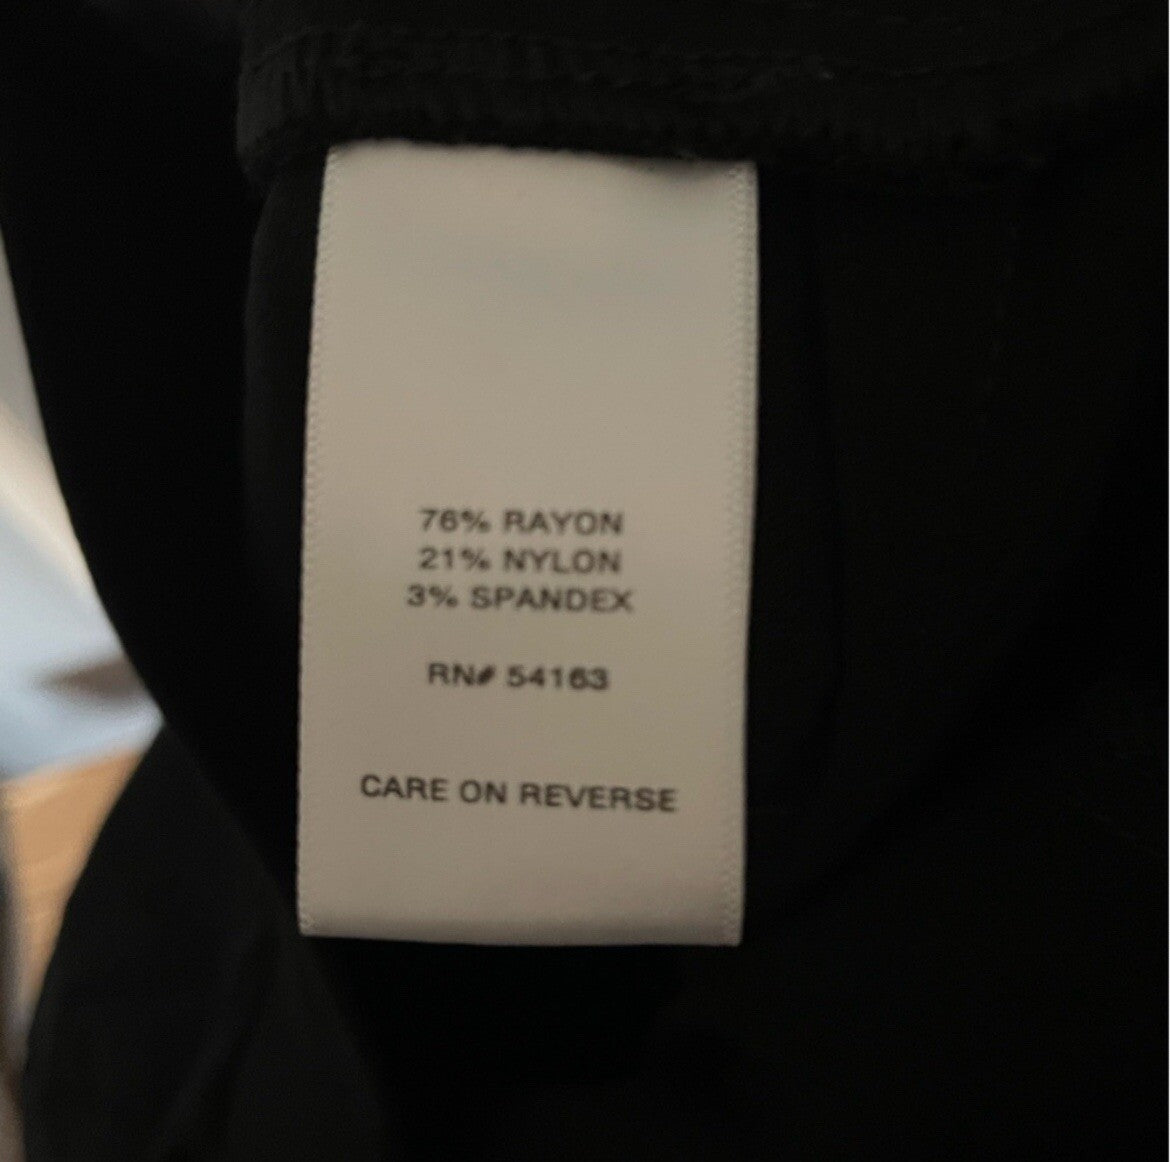 76% RAYON
21% NYLON
3% SPANDEX
RN# 54163
CARE ON REVERSE